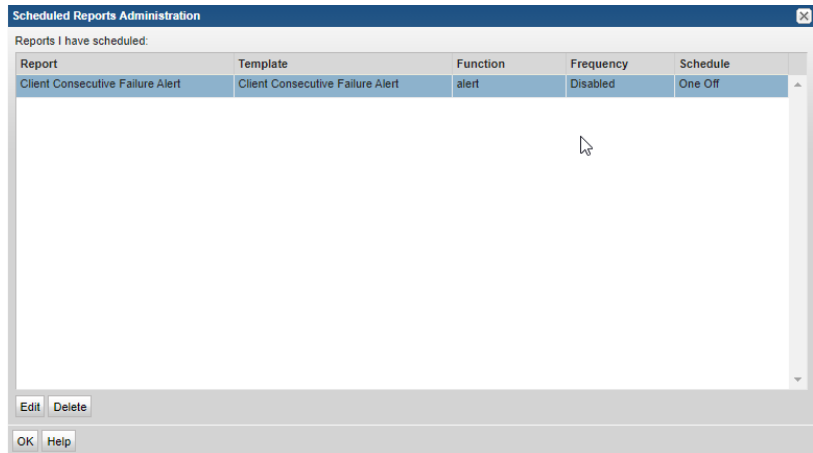 Scheduled Reports Administration
Reports I have scheduled:
Report Template Function Frequency Schedule
Client Consecutive Failure Alert Client Consecutive Failure Alert alert Disabled One Off
Edit Delete
OK Help